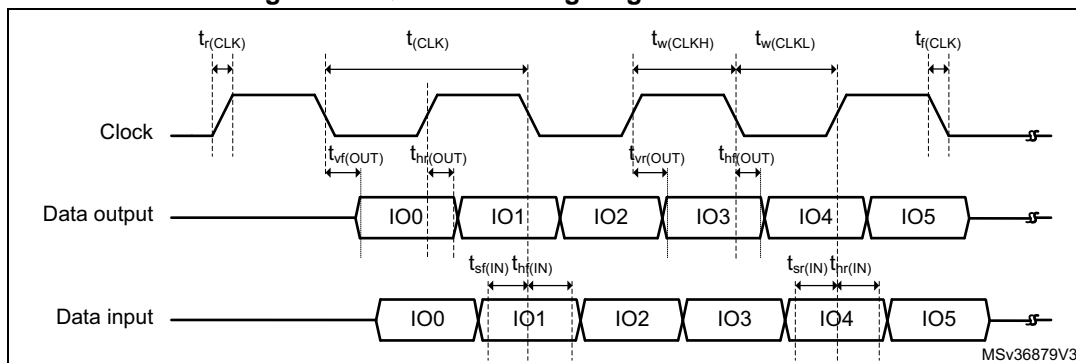 t(CLK)
tr(CLK) t(CLK) tw(CLKH) tw(CLKL) tf(CLK)
Clock
tvf(OUT) thr(OUT) tvr(OUT) thf(OUT)
Data output IO0 IO1 IO2 IO3 IO4 IO5
tsf(IN) thf(IN) tsr(IN) thr(IN)
Data input IO0 IO1 IO2 IO3 IO4 IO5
MSv36879V3